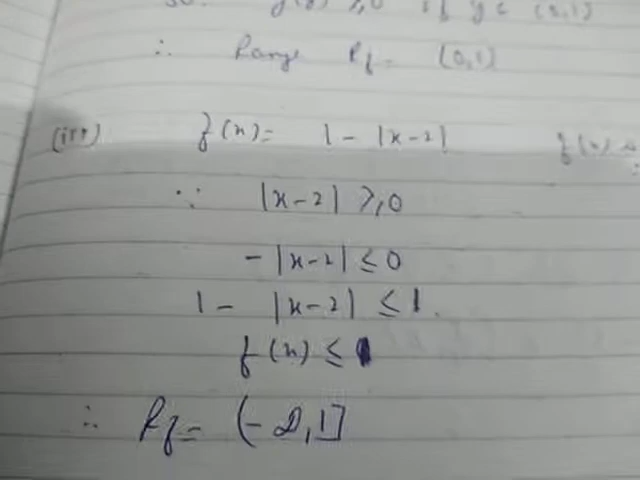 ∴ Range Rf = (0,1)
(iii) f(x) = 1 - |x-2| f(x)
∵ |x-2| ≥ 0
- |x-2| ≤ 0
1 - |x-2| ≤ 1.
f(x) ≤ 1
∴ Rf = (-∞, 1]